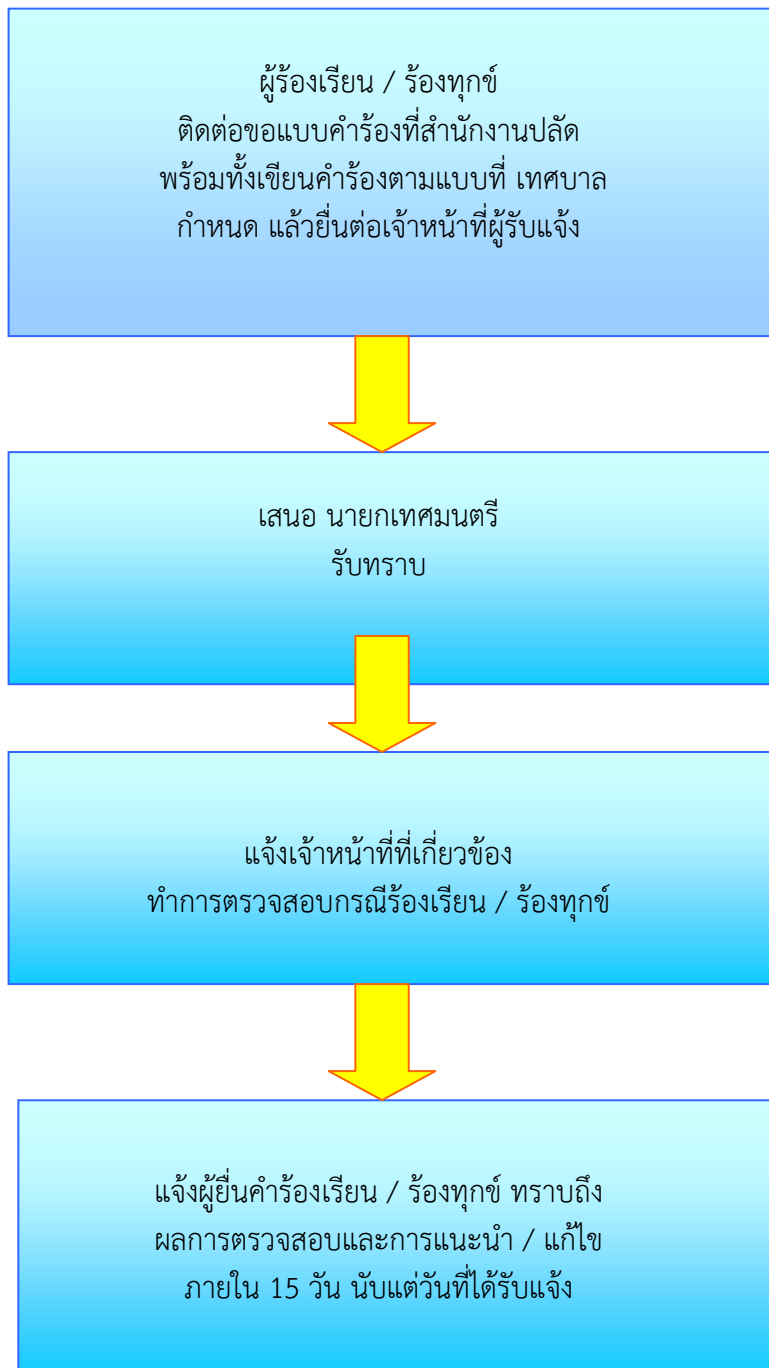 ผู้ร้องเรียน / ร้องทุกข์
ติดต่อขอแบบคำร้องที่สำนักงานปลัด
พร้อมทั้งเขียนคำร้องตามแบบที่ เทศบาล
กำหนด แล้วยื่นต่อเจ้าหน้าที่ผู้รับแจ้ง
เสนอ นายกเทศมนตรี
รับทราบ
แจ้งเจ้าหน้าที่ที่เกี่ยวข้อง
ทำการตรวจสอบกรณีร้องเรียน / ร้องทุกข์
แจ้งผู้ยื่นคำร้องเรียน / ร้องทุกข์ ทราบถึง
ผลการตรวจสอบและการแนะนำ / แก้ไข
ภายใน 15 วัน นับแต่วันที่ได้รับแจ้ง